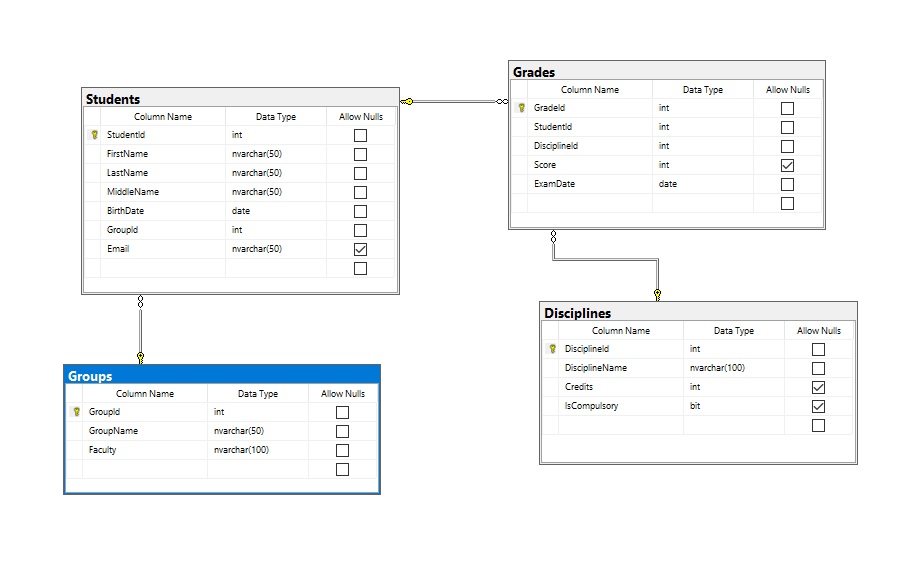 Students
Column Name Data Type Allow Nulls
StudentId int
FirstName nvarchar(50)
LastName nvarchar(50)
MiddleName nvarchar(50)
BirthDate date
GroupId int
Email nvarchar(50)
Grades
Column Name Data Type Allow Nulls
GradeId int
StudentId int
DisciplineId int
Score int
ExamDate date
Groups
Column Name Data Type Allow Nulls
GroupId int
GroupName nvarchar(50)
Faculty nvarchar(100)
Disciplines
Column Name Data Type Allow Nulls
DisciplineId int
DisciplineName nvarchar(100)
Credits int
IsCompulsory bit